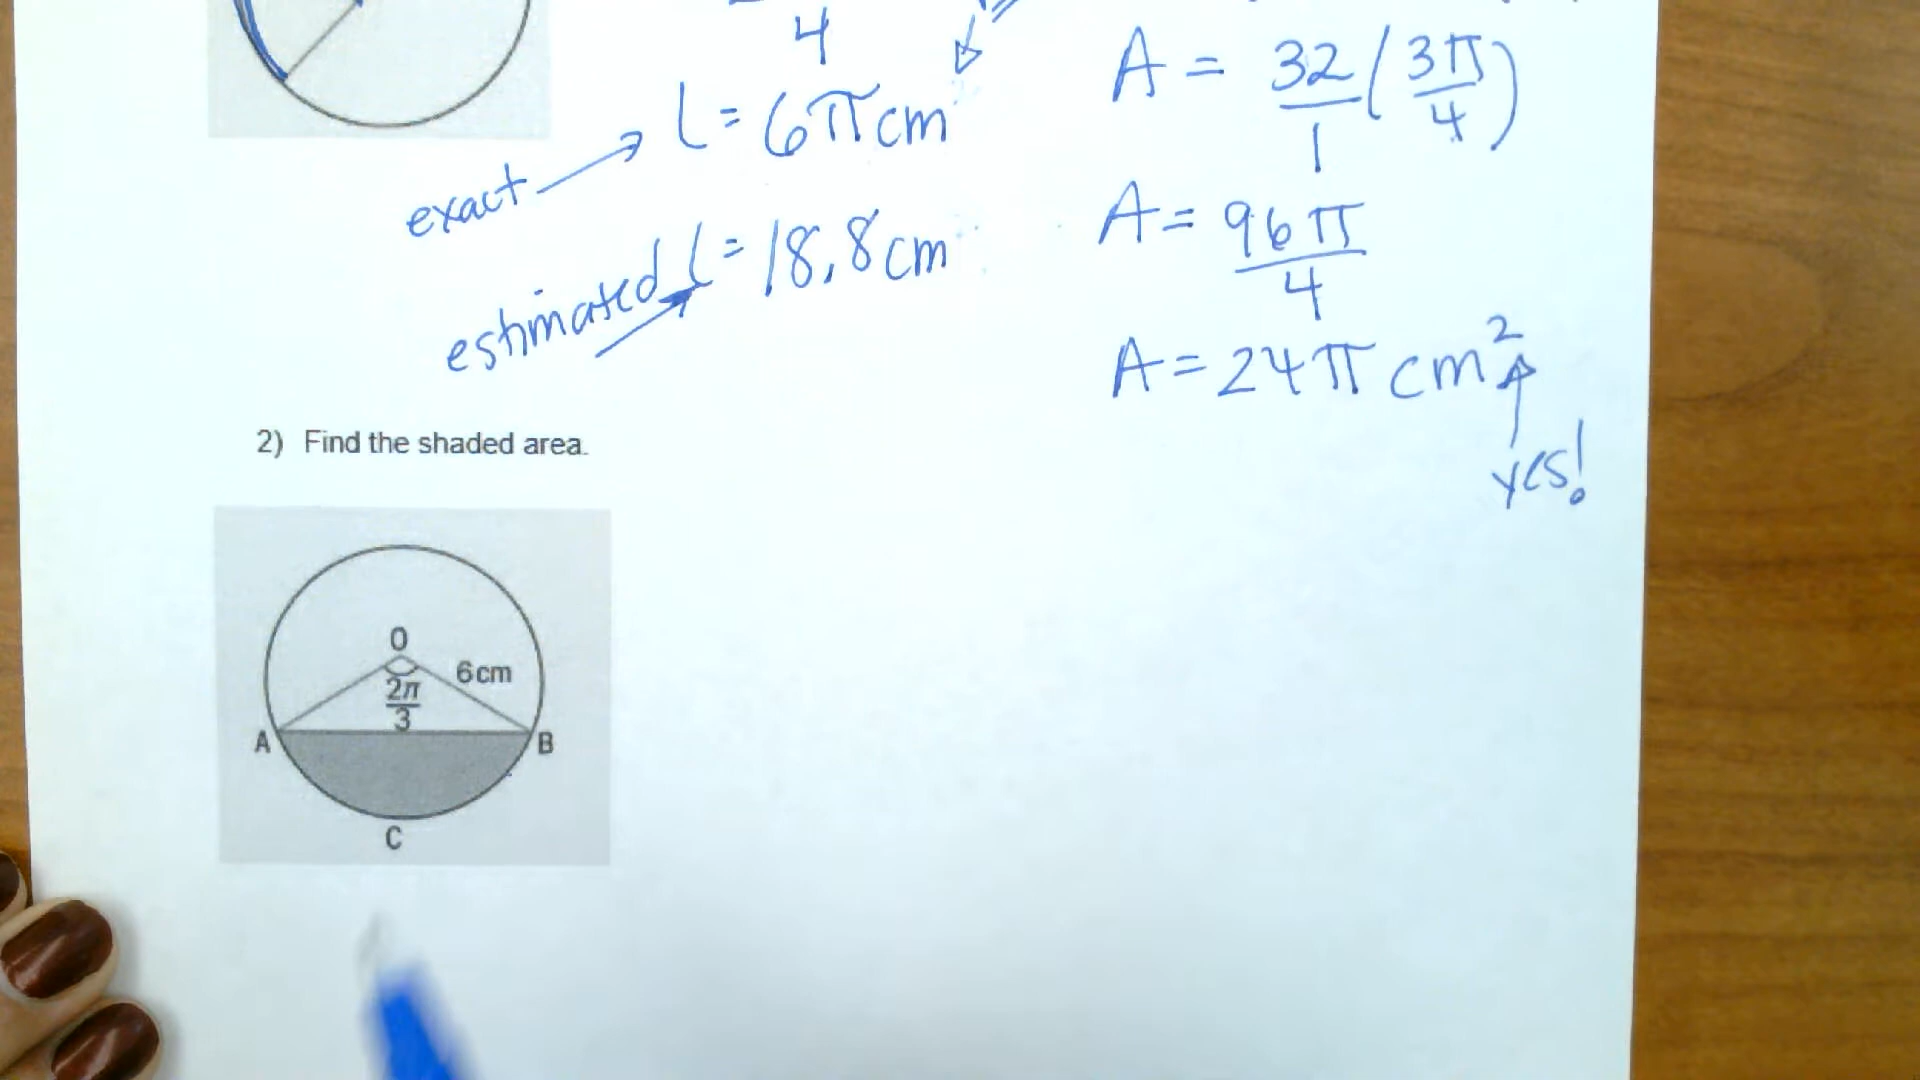 4
l = 6π cm
exact
estimated l = 18.8 cm
A = 32/1 (3π/4)
A = 96π/4
A = 24π cm²
yes!
2) Find the shaded area.
O
6cm
2π/3
A
B
C